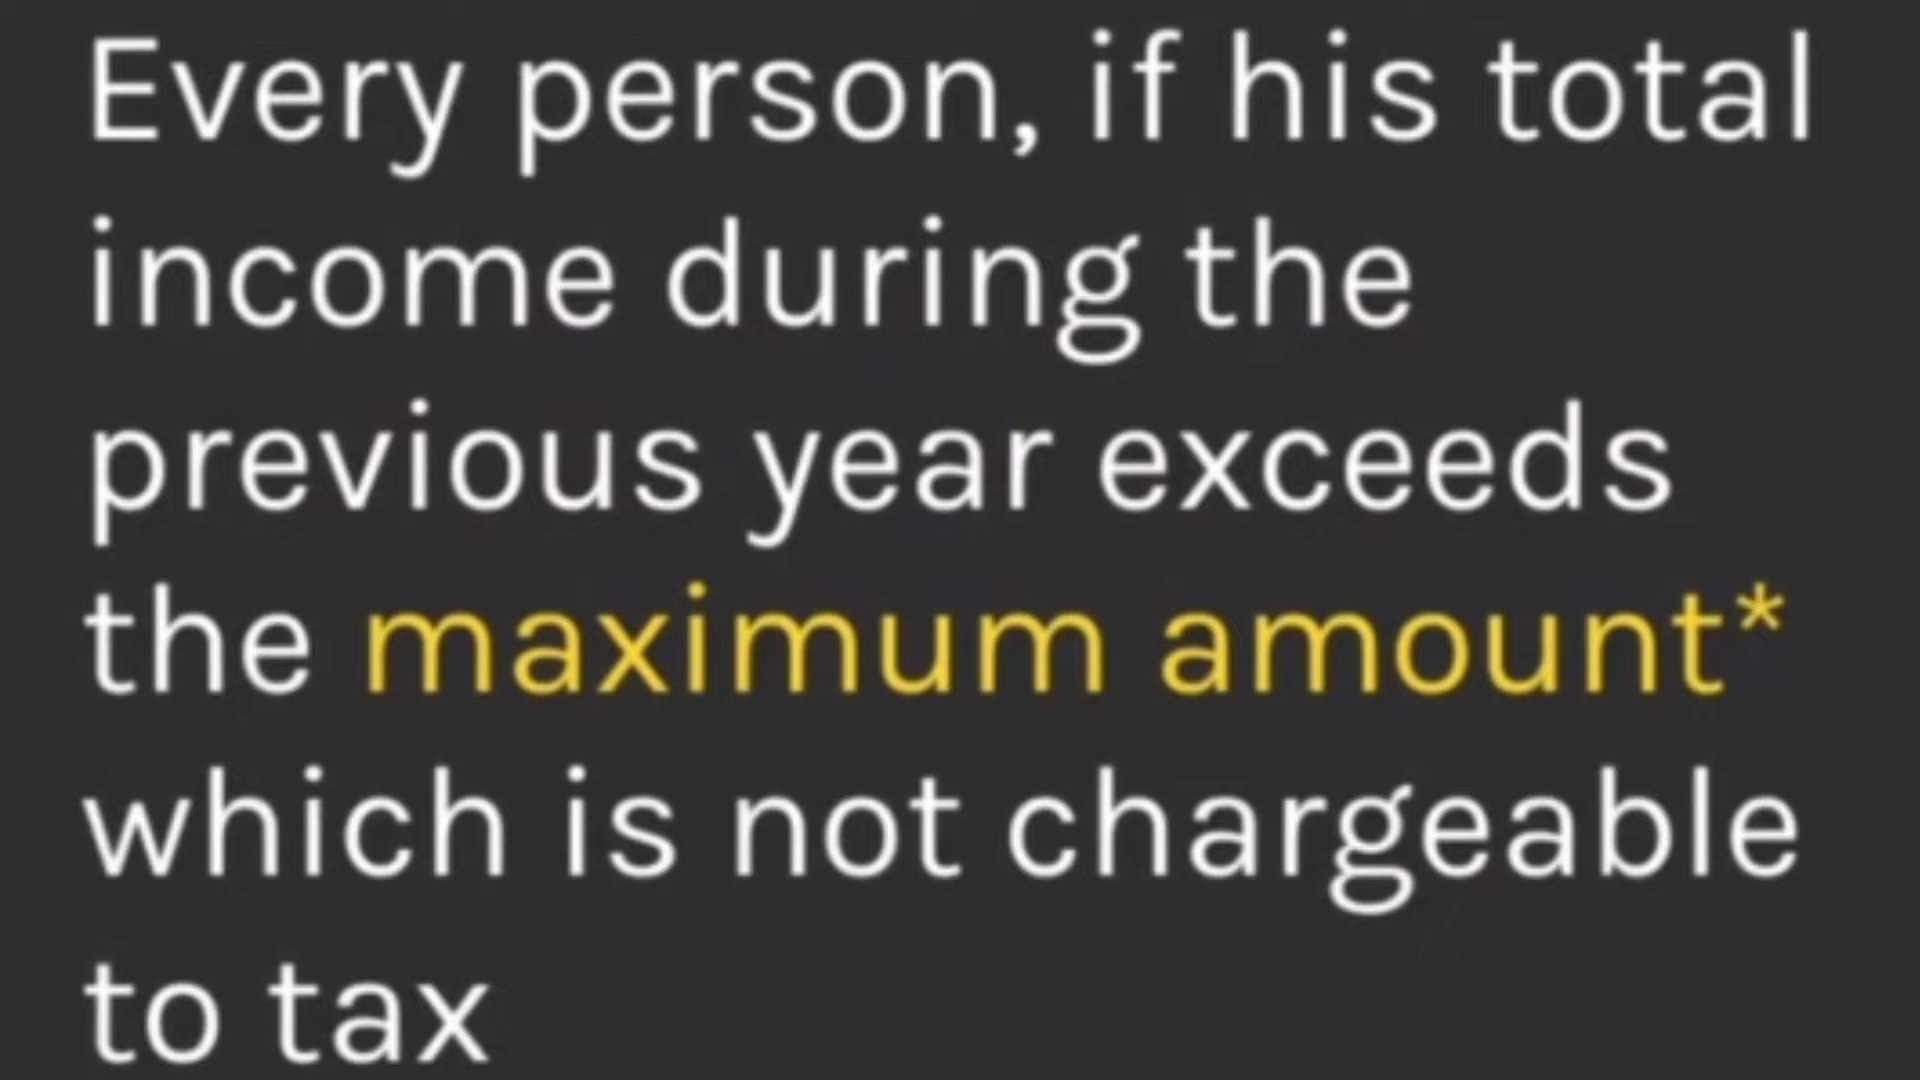 Every person, if his total
income during the
previous year exceeds
the maximum amount*
which is not chargeable
to tax